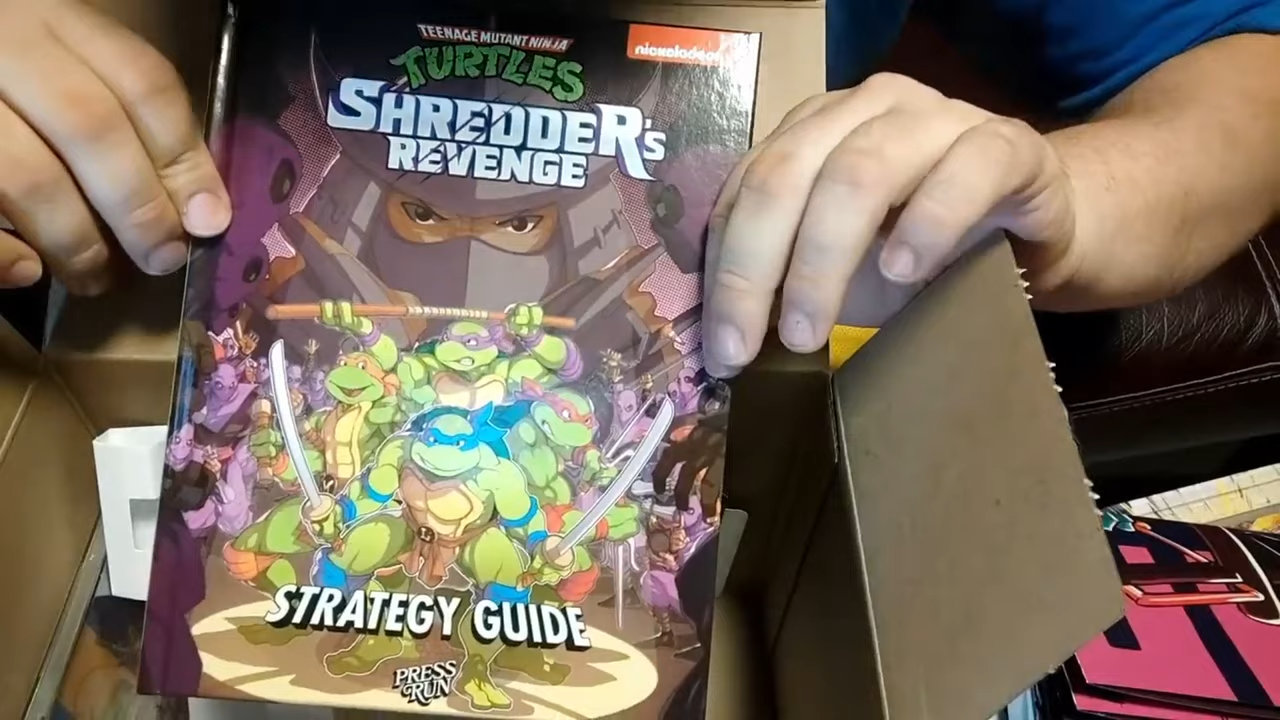 TEENAGE MUTANT NINJA
TURTLES
nickelodeon
SHREDDER'S
REVENGE
STRATEGY GUIDE
PRESS
RUN